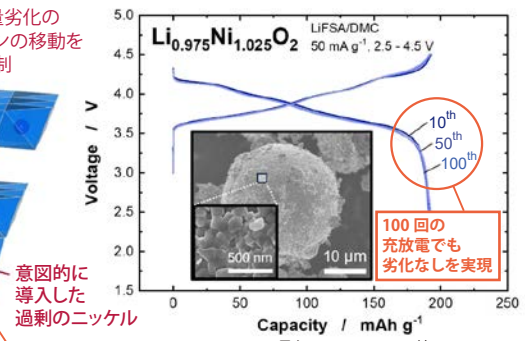 量劣化の
ンの移動を
制
Li0.975Ni1.025O2
LiFSA/DMC
50 mA g-1, 2.5 - 4.5 V
5.0
4.5
4.0
3.5
3.0
2.5
2.0
1.5
Voltage / V
10th
50th
100th
500 nm
10 μm
100 回の
充放電でも
劣化なしを実現
意図的に
導入した
過剰のニッケル
0
50
100
150
200
250
Capacity / mAh g-1